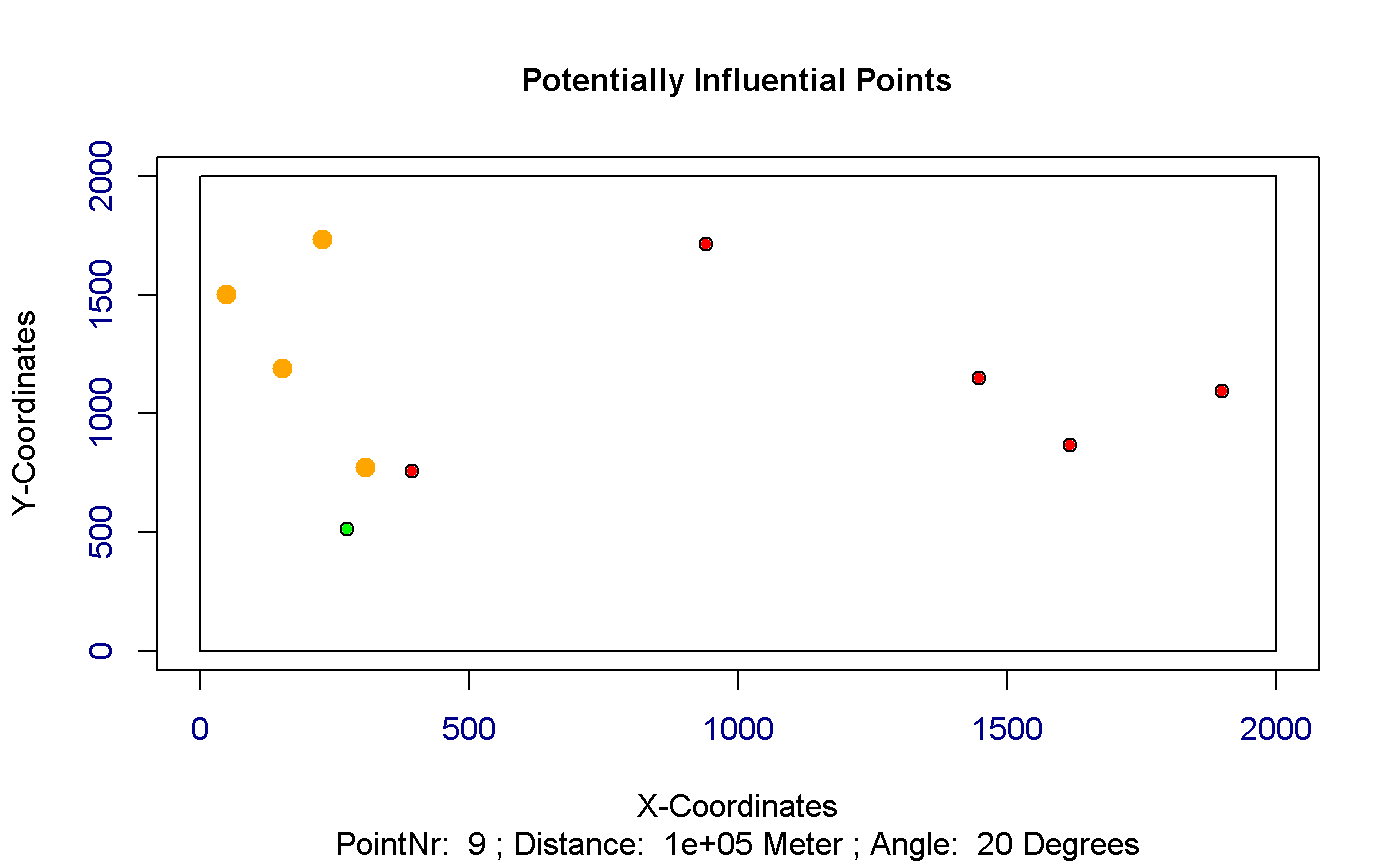 Potentially Influential Points
2000
1500
1000
500
0
Y-Coordinates
0 500 1000 1500 2000
X-Coordinates
PointNr: 9 ; Distance: 1e+05 Meter ; Angle: 20 Degrees